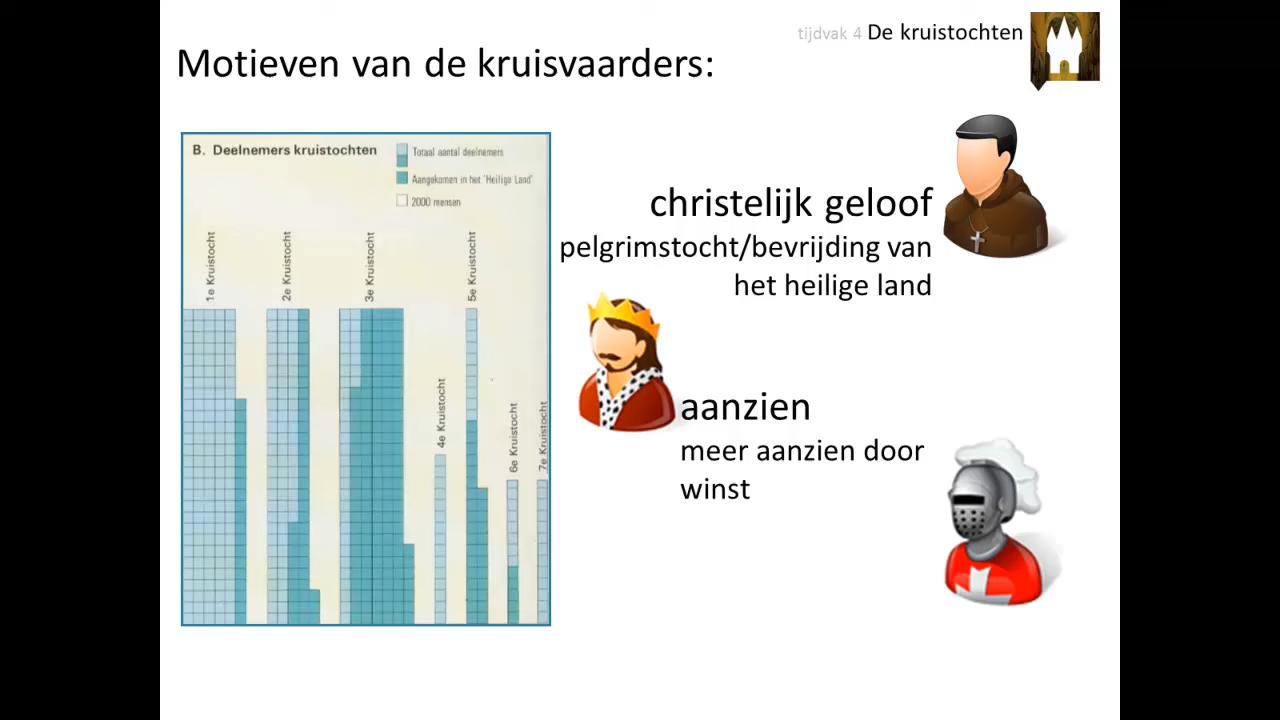 tijdvak 4 De kruistochten
Motieven van de kruisvaarders:
B. Deelnemers kruistochten
Totaal aantal deelnemers
Aangekomen in het 'Heilige Land'
2000 mensen
1e Kruistocht
2e Kruistocht
3e Kruistocht
4e Kruistocht
5e Kruistocht
6e Kruistocht
7e Kruistocht
christelijk geloof
pelgrimstocht/bevrijding van
het heilige land
aanzien
meer aanzien door
winst